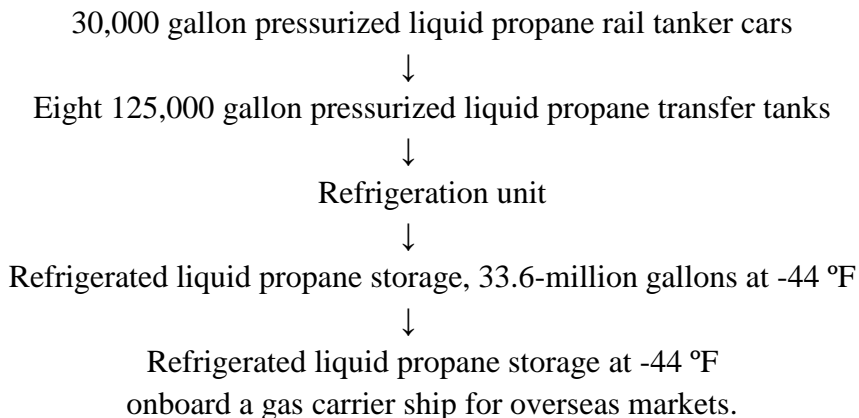 30,000 gallon pressurized liquid propane rail tanker cars
↓
Eight 125,000 gallon pressurized liquid propane transfer tanks
↓
Refrigeration unit
↓
Refrigerated liquid propane storage, 33.6-million gallons at -44 ºF
↓
Refrigerated liquid propane storage at -44 ºF
onboard a gas carrier ship for overseas markets.